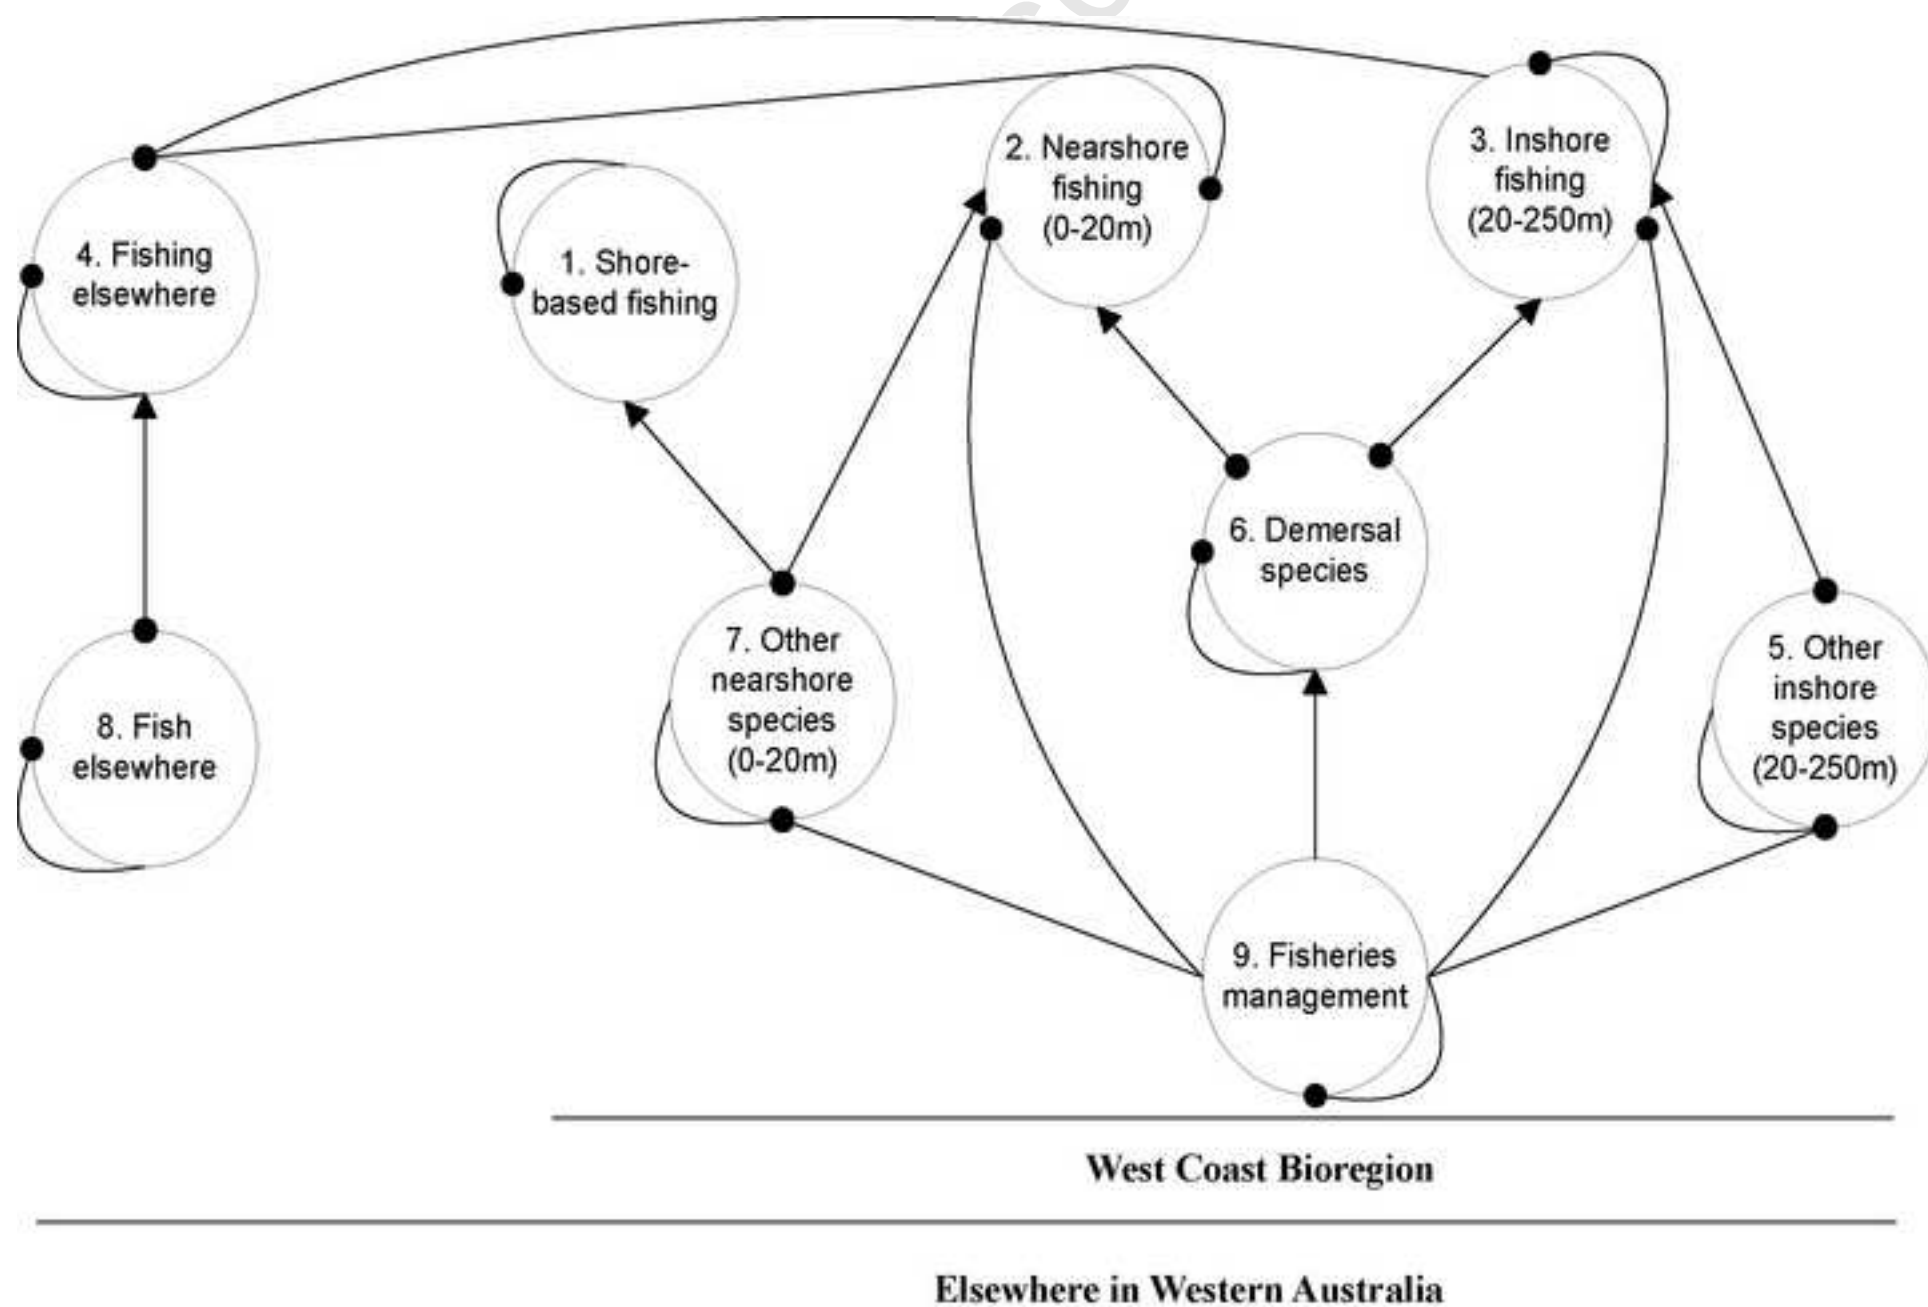 2. Nearshore
fishing
(0-20m)
3. Inshore
fishing
(20-250m)
4. Fishing
elsewhere
1. Shore-
based fishing
6. Demersal
species
7. Other
nearshore
species
(0-20m)
5. Other
inshore
species
(20-250m)
8. Fish
elsewhere
9. Fisheries
management
West Coast Bioregion
Elsewhere in Western Australia